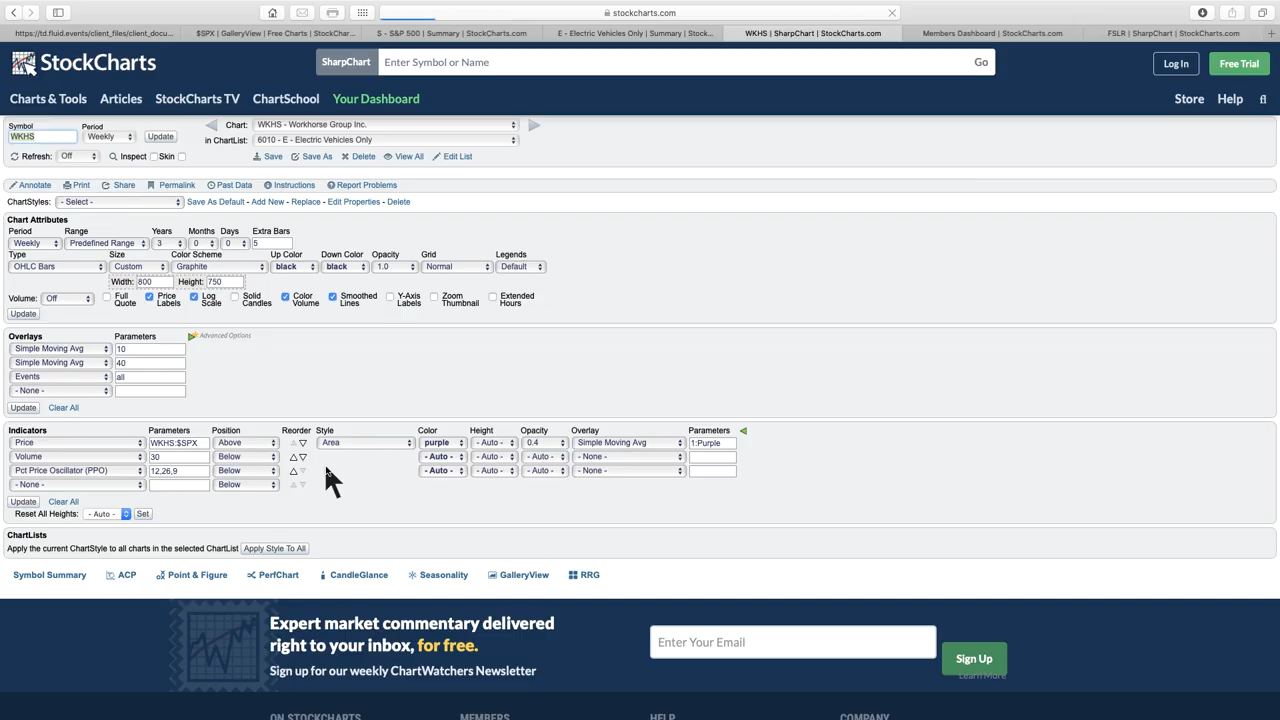 stockcharts.com
https://td.fluid.events/client_files/client_docu...
$SPX | GalleryView | Free Charts | StockChar...
S - S&P 500 | Summary | StockCharts.com
E - Electric Vehicles Only | Summary | Stock...
WKHS | SharpChart | StockCharts.com
Members Dashboard | StockCharts.com
FSLR | SharpChart | StockCharts.com
StockCharts
SharpChart
Enter Symbol or Name
Go
Log In
Free Trial
Charts & Tools
Articles
StockCharts TV
ChartSchool
Your Dashboard
Store
Help
Symbol
Period
WKHS
Weekly
Update
Chart:
WKHS - Workhorse Group Inc.
in ChartList:
6010 - E - Electric Vehicles Only
Refresh:
Off
Inspect
Skin
Save
Save As
Delete
View All
Edit List
Annotate
Print
Share
Permalink
Past Data
Instructions
Report Problems
ChartStyles:
- Select -
Save As Default - Add New - Replace - Edit Properties - Delete
Chart Attributes
Period
Range
Years
Months
Days
Extra Bars
Weekly
Predefined Range
3
0
0
5
Type
Size
Color Scheme
Up Color
Down Color
Opacity
Grid
Legends
OHLC Bars
Custom
Graphite
black
black
1.0
Normal
Default
Width:
800
Height:
750
Volume:
Off
Full Quote
Price Labels
Log Scale
Solid Candles
Color Volume
Smoothed Lines
Y-Axis Labels
Zoom Thumbnail
Extended Hours
Update
Overlays
Parameters
Advanced Options
Simple Moving Avg
10
Simple Moving Avg
40
Events
all
- None -
Update
Clear All
Indicators
Parameters
Position
Reorder
Style
Color
Height
Opacity
Overlay
Parameters
Price
WKHS:$SPX
Above
Area
purple
- Auto -
0.4
Simple Moving Avg
1:Purple
Volume
30
Below
- Auto -
- Auto -
- Auto -
- None -
Pct Price Oscillator (PPO)
12,26,9
Below
- Auto -
- Auto -
- Auto -
- None -
- None -
Below
Update
Clear All
Reset All Heights:
- Auto -
Set
ChartLists
Apply the current ChartStyle to all charts in the selected ChartList
Apply Style To All
Symbol Summary
ACP
Point & Figure
PerfChart
CandleGlance
Seasonality
GalleryView
RRG
Expert market commentary delivered
right to your inbox, for free.
Sign up for our weekly ChartWatchers Newsletter
Enter Your Email
Sign Up
Learn More
ON STOCKCHARTS
MEMBERS
HELP
COMPANY